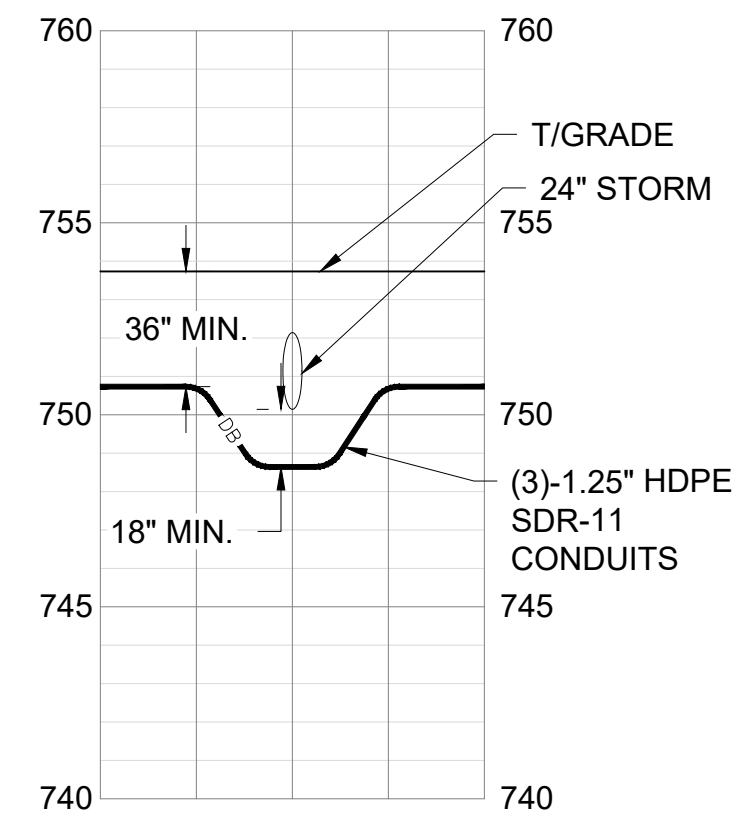 760 760
T/GRADE
24" STORM
755 755
36" MIN.
750 750
DB
(3)-1.25" HDPE
SDR-11
CONDUITS
18" MIN.
745 745
740 740